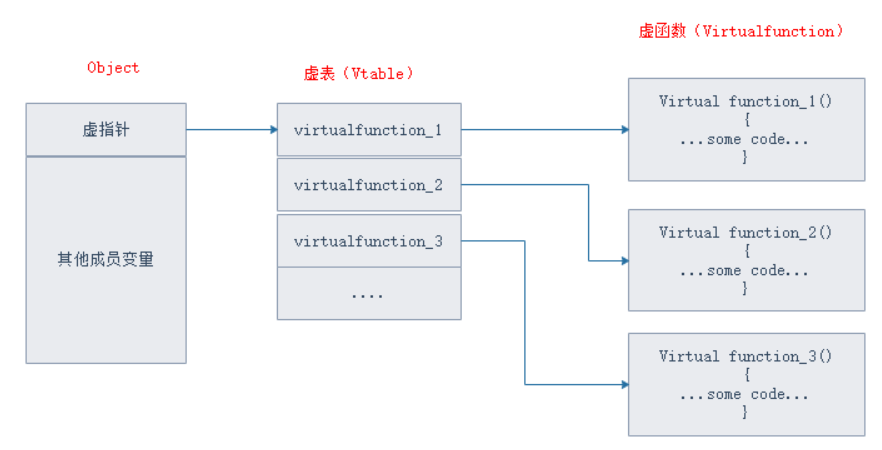 Object
虚指针
其他成员变量
虚表（Vtable）
virtualfunction_1
virtualfunction_2
virtualfunction_3
....
虚函数（Virtualfunction）
Virtual function_1()
{
...some code...
}
Virtual function_2()
{
...some code...
}
Virtual function_3()
{
...some code...
}